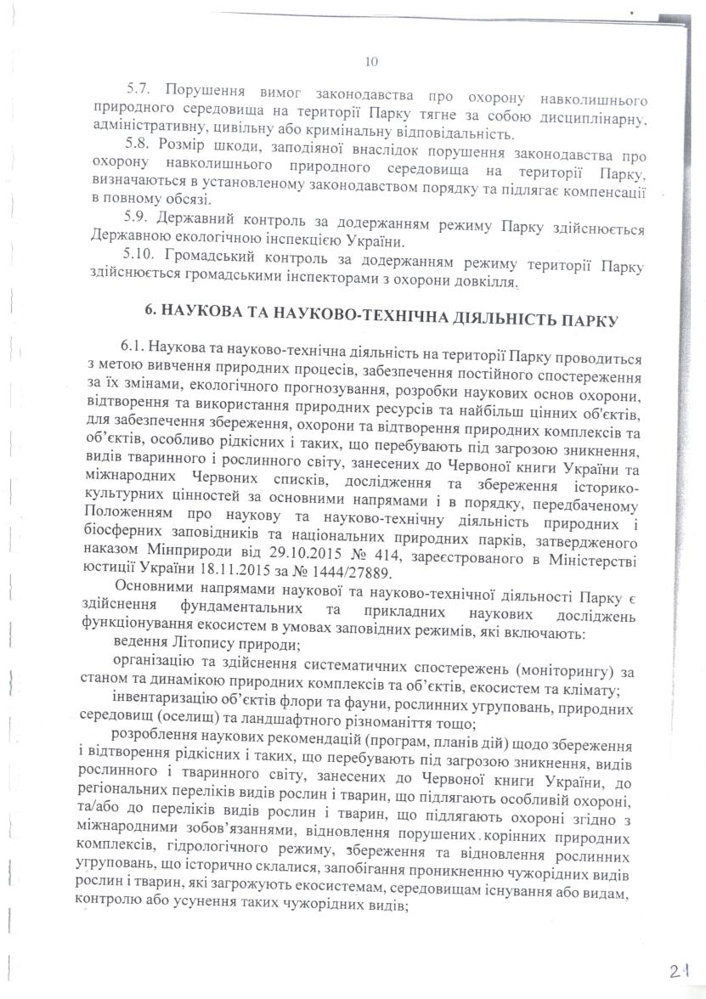 10
5.7. Порушення вимог законодавства про охорону навколишнього
природного середовища на території Парку тягне за собою дисциплінарну,
адміністративну, цивільну або кримінальну відповідальність.
5.8. Розмір шкоди, заподіяної внаслідок порушення законодавства про
охорону навколишнього природного середовища на території Парку,
визначаються в установленому законодавством порядку та підлягає компенсації
в повному обсязі.
5.9. Державний контроль за додержанням режиму Парку здійснюється
Державною екологічною інспекцією України.
5.10. Громадський контроль за додержанням режиму території Парку
здійснюється громадськими інспекторами з охорони довкілля.
6. НАУКОВА ТА НАУКОВО-ТЕХНІЧНА ДІЯЛЬНІСТЬ ПАРКУ
6.1. Наукова та науково-технічна діяльність на території Парку проводиться
з метою вивчення природних процесів, забезпечення постійного спостереження
за їх змінами, екологічного прогнозування, розробки наукових основ охорони,
відтворення та використання природних ресурсів та найбільш цінних об'єктів,
для забезпечення збереження, охорони та відтворення природних комплексів та
об’єктів, особливо рідкісних і таких, що перебувають під загрозою зникнення,
видів тваринного і рослинного світу, занесених до Червоної книги України та
міжнародних Червоних списків, дослідження та збереження історико-
культурних цінностей за основними напрямами і в порядку, передбаченому
Положенням про наукову та науково-технічну діяльність природних і
біосферних заповідників та національних природних парків, затвердженого
наказом Мінприроди від 29.10.2015 № 414, зареєстрованого в Міністерстві
юстиції України 18.11.2015 за № 1444/27889.
Основними напрямами наукової та науково-технічної діяльності Парку є
здійснення фундаментальних та прикладних наукових досліджень
функціонування екосистем в умовах заповідних режимів, які включають:
ведення Літопису природи;
організацію та здійснення систематичних спостережень (моніторингу) за
станом та динамікою природних комплексів та об’єктів, екосистем та клімату;
інвентаризацію об’єктів флори та фауни, рослинних угруповань, природних
середовищ (оселищ) та ландшафтного різноманіття тощо;
розроблення наукових рекомендацій (програм, планів дій) щодо збереження
і відтворення рідкісних і таких, що перебувають під загрозою зникнення, видів
рослинного і тваринного світу, занесених до Червоної книги України, до
регіональних переліків видів рослин і тварин, що підлягають особливій охороні,
та/або до переліків видів рослин і тварин, що підлягають охороні згідно з
міжнародними зобов’язаннями, відновлення порушених корінних природних
комплексів, гідрологічного режиму, збереження та відновлення рослинних
угруповань, що історично склалися, запобігання проникненню чужорідних видів
рослин і тварин, які загрожують екосистемам, середовищам існування або видам,
контролю або усунення таких чужорідних видів;
21